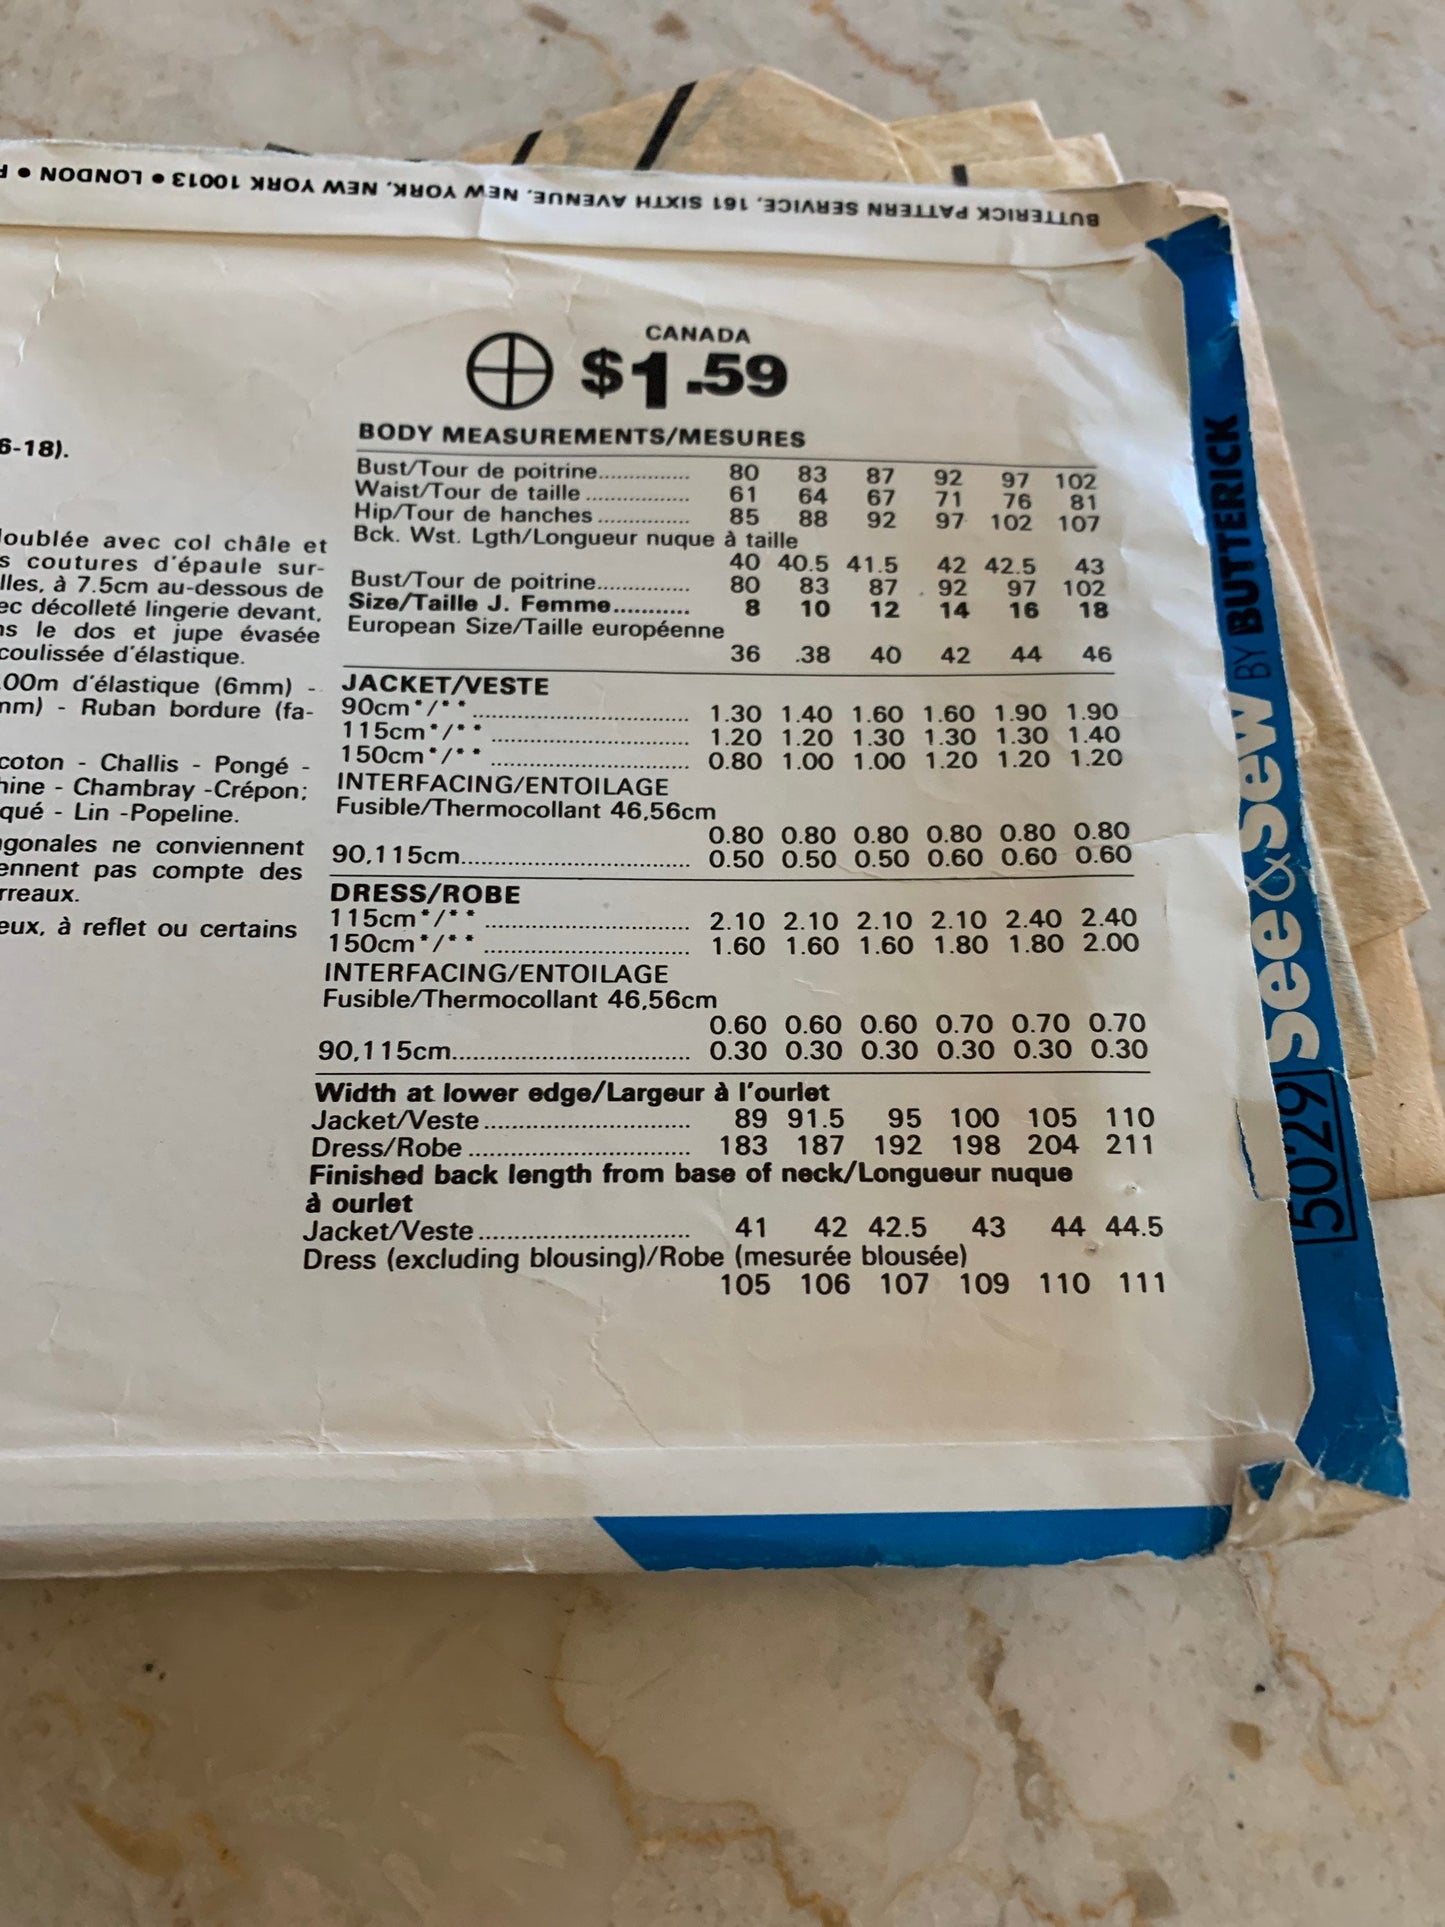 BUTTERICK PATTERN SERVICE, 161 SIXTH AVENUE, NEW YORK, NEW YORK 10013 ● LONDON ●
CANADA
$1.59
6-18).
BODY MEASUREMENTS/MESURES
Bust/Tour de poitrine............... 80 83 87 92 97 102
Waist/Tour de taille ................. 61 64 67 71 76 81
Hip/Tour de hanches ............... 85 88 92 97 102 107
Bck. Wst. Lgth/Longueur nuque à taille
40 40.5 41.5 42 42.5 43
Bust/Tour de poitrine............... 80 83 87 92 97 102
Size/Taille J. Femme........... 8 10 12 14 16 18
European Size/Taille européenne
36 .38 40 42 44 46
oublée avec col châle et
s coutures d'épaule sur-
lles, à 7.5cm au-dessous de
ec décolleté lingerie devant,
ns le dos et jupe évasée
coulissée d'élastique.
.00m d'élastique (6mm) -
mm) - Ruban bordure (fa-
coton - Challis - Pongé -
hine - Chambray -Crépon;
qué - Lin -Popeline.
gonales ne conviennent
ennent pas compte des
rreaux.
eux, à reflet ou certains
JACKET/VESTE
90cm*/** ................................ 1.30 1.40 1.60 1.60 1.90 1.90
115cm*/** .............................. 1.20 1.20 1.30 1.30 1.30 1.40
150cm*/** .............................. 0.80 1.00 1.00 1.20 1.20 1.20
INTERFACING/ENTOILAGE
Fusible/Thermocollant 46,56cm
0.80 0.80 0.80 0.80 0.80 0.80
90,115cm................................ 0.50 0.50 0.50 0.60 0.60 0.60
DRESS/ROBE
115cm*/** .............................. 2.10 2.10 2.10 2.10 2.40 2.40
150cm*/** .............................. 1.60 1.60 1.60 1.80 1.80 2.00
INTERFACING/ENTOILAGE
Fusible/Thermocollant 46,56cm
0.60 0.60 0.60 0.70 0.70 0.70
90,115cm................................ 0.30 0.30 0.30 0.30 0.30 0.30
Width at lower edge/Largeur à l'ourlet
Jacket/Veste ............................ 89 91.5 95 100 105 110
Dress/Robe .............................. 183 187 192 198 204 211
Finished back length from base of neck/Longueur nuque
à ourlet
Jacket/Veste ............................ 41 42 42.5 43 44 44.5
Dress (excluding blousing)/Robe (mesurée blousée)
105 106 107 109 110 111
5029 See&Sew BY BUTTERICK